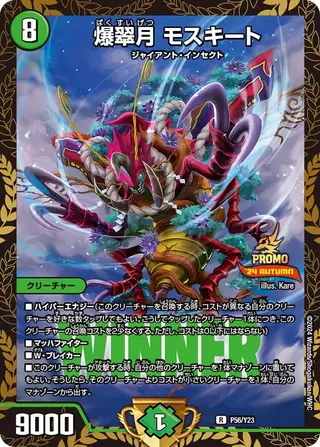 8
ばくすいげつ
爆翠月 モスキート
ジャイアント・インセクト
PROMO
'24 AUTUMN
illus. Kare
クリーチャー
■ハイパーエナジー(このクリーチャーを召喚する時、コストが異なる自分のクリー
チャーを好きな数タップしてもよい。こうしてタップしたクリーチャー1体につき、この
クリーチャーの召喚コストを2少なくする。ただし、コストは0以下にはならない)
■マッハファイター
■W・ブレイカー
■このクリーチャーが攻撃する時、自分の他のクリーチャーを1体マナゾーンに置いて
もよい。そうしたら、そのクリーチャーよりコストが小さいクリーチャーを1体、自分の
マナゾーンから出す。
WINNER
9000
1
R P56/Y23
©2024 Wizards/Shogakukan/WHC